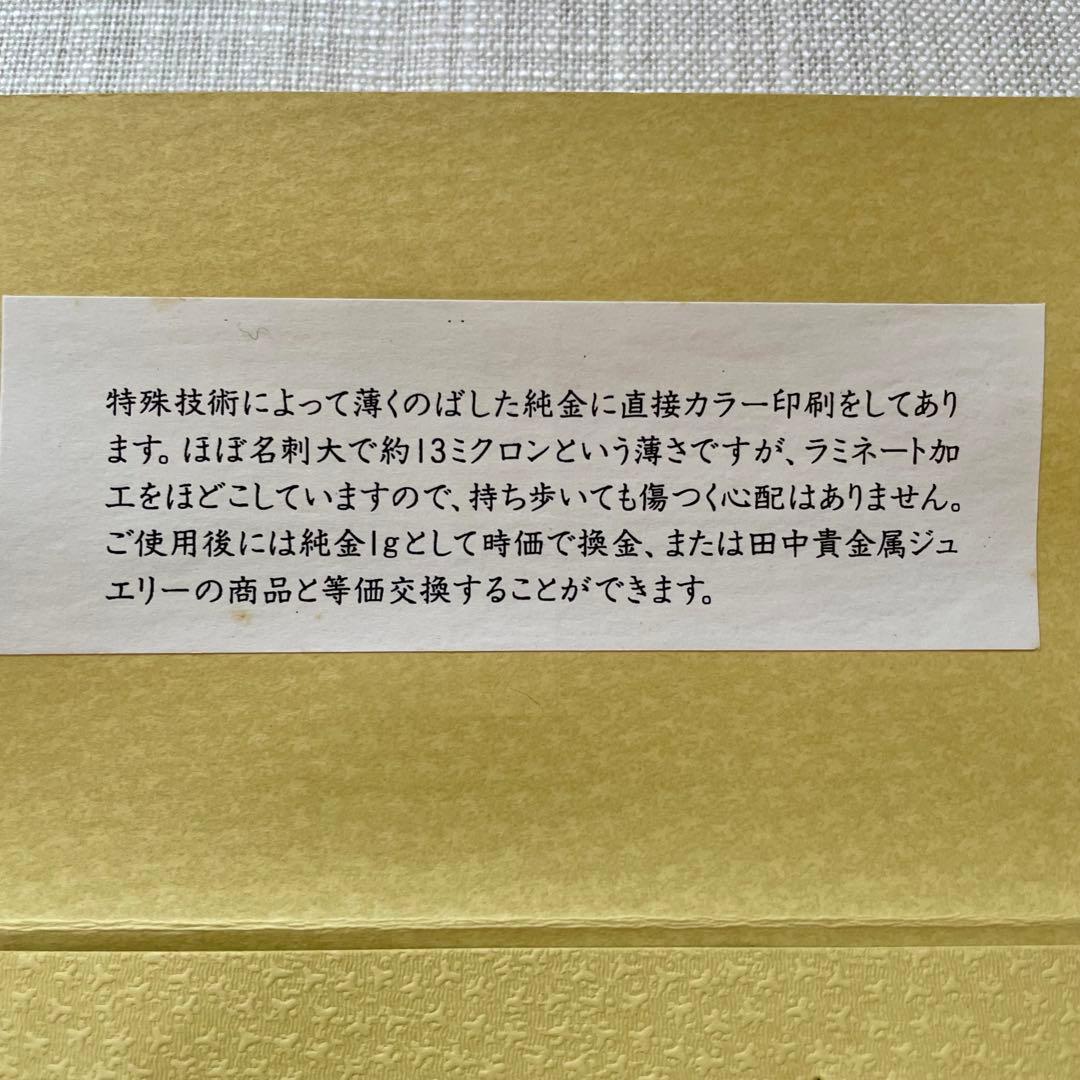 特殊技術によって薄くのばした純金に直接カラー印刷をしてあり
ます。ほぼ名刺大で約13ミクロンという薄さですが、ラミネート加
工をほどこしていますので、持ち歩いても傷つく心配はありません。
ご使用後には純金1gとして時価で換金、または田中貴金属ジュ
エリーの商品と等価交換することができます。